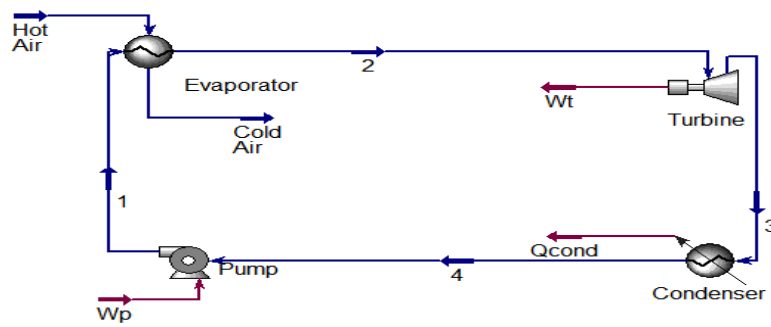 Hot
Air
Evaporator
2
Wt
Turbine
Cold
Air
1
3
Qcond
Pump
4
Condenser
Wp